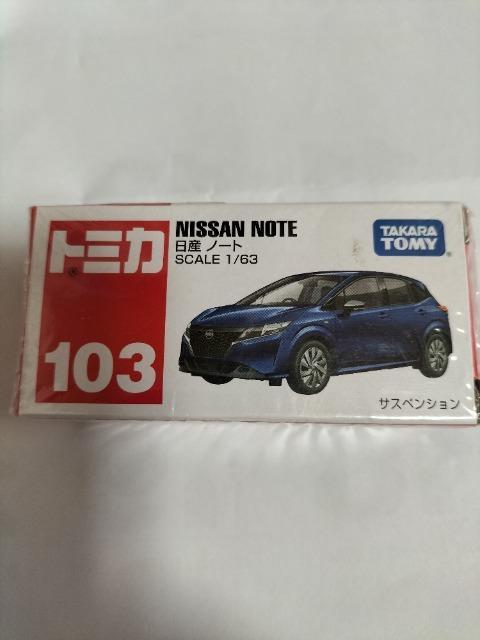 トミカ
103
NISSAN NOTE
日産 ノート
SCALE 1/63
TAKARA
TOMY
サスペンション